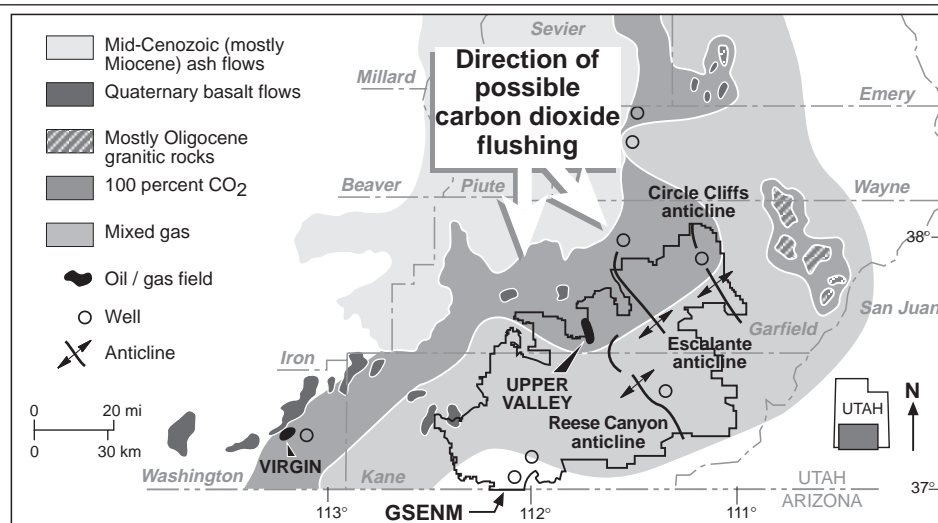 Mid-Cenozoic (mostly
Miocene) ash flows
Quaternary basalt flows
Mostly Oligocene
granitic rocks
100 percent CO2
Mixed gas
Oil / gas field
Well
Anticline
0 20 mi
0 30 km
Sevier
Millard
Direction of
possible
carbon dioxide
flushing
Emery
Beaver
Piute
Wayne
Circle Cliffs
anticline
38°
San Juan
Garfield
Escalante
anticline
Iron
UPPER
VALLEY
Reese Canyon
anticline
UTAH
N
VIRGIN
Washington
Kane
UTAH
ARIZONA
37°
113°
112°
111°
GSENM